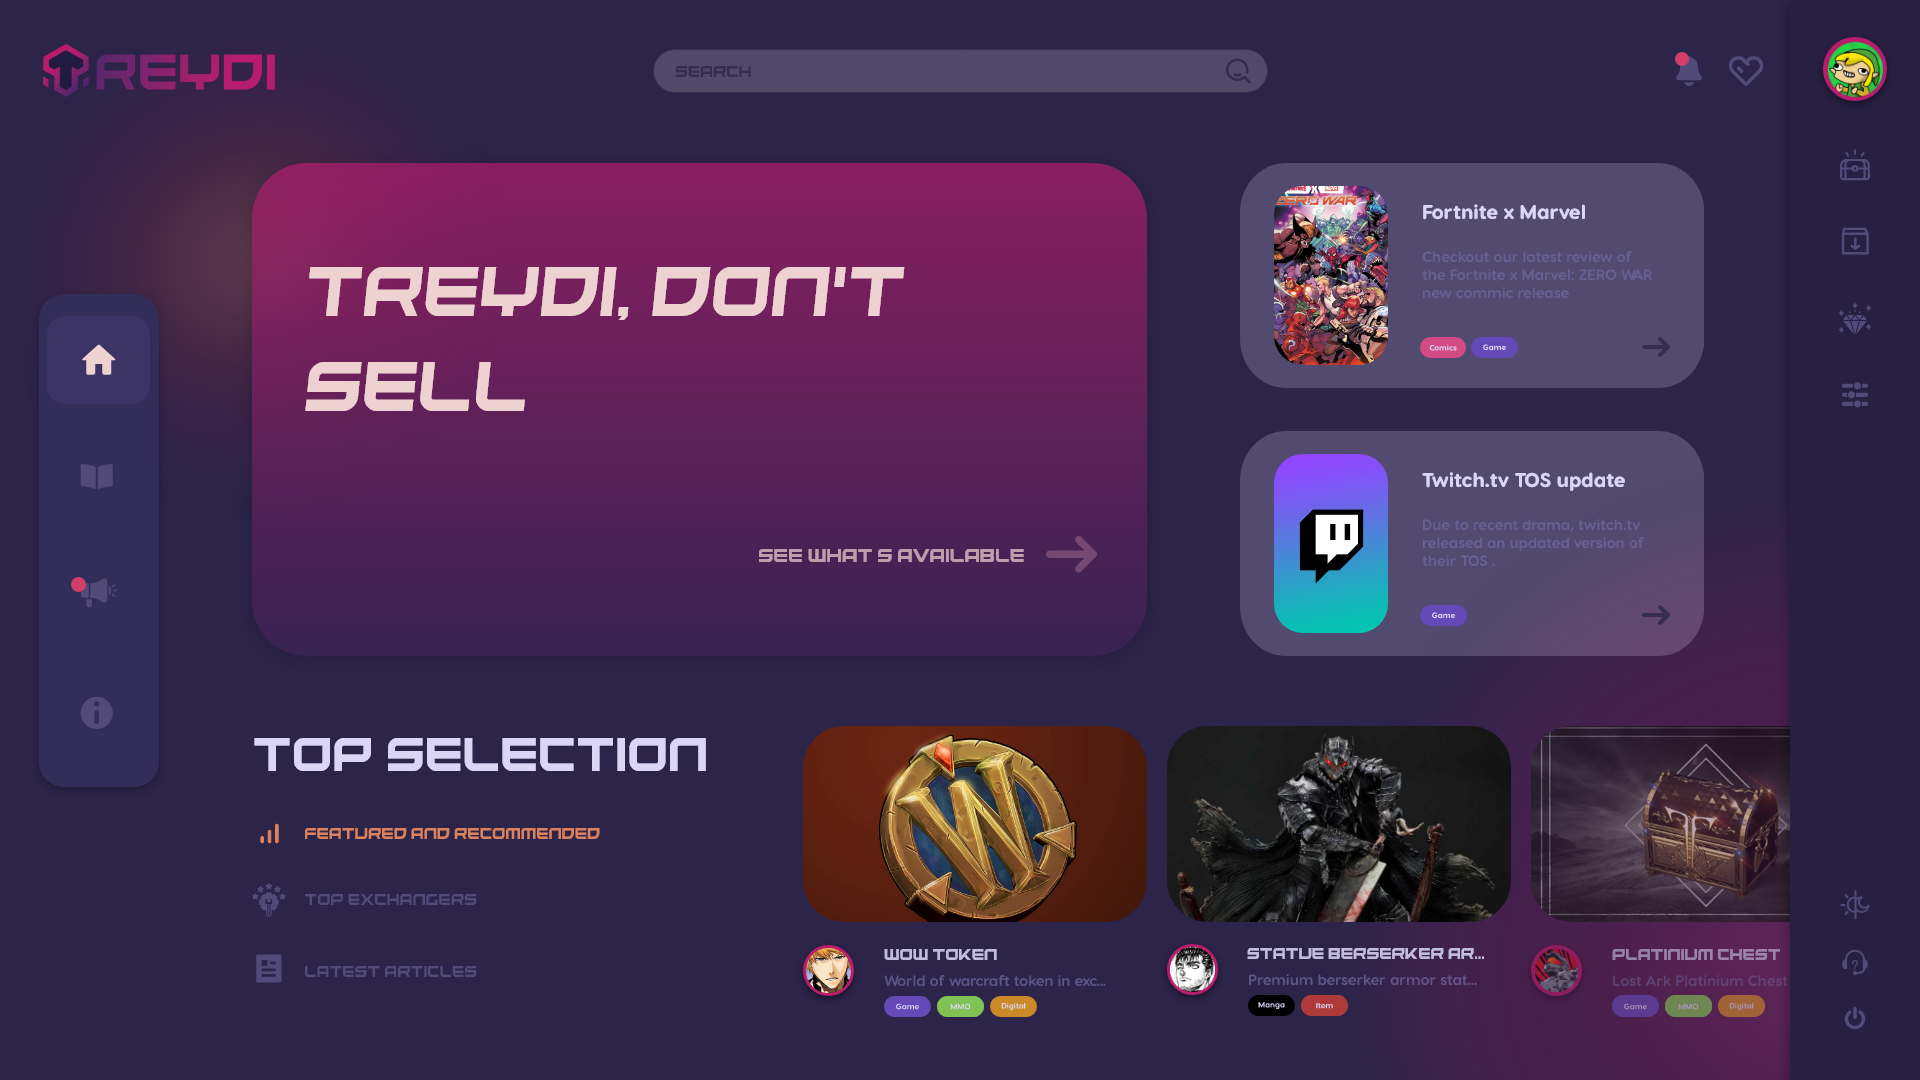 TREYDI
SEARCH
TREYDI, DON'T
SELL
SEE WHAT S AVAILABLE
ZERO WAR
Fortnite x Marvel
Checkout our latest review of
the Fortnite x Marvel: ZERO WAR
new commic release
Comics
Game
Twitch.tv TOS update
Due to recent drama, twitch.tv
released an updated version of
their TOS .
Game
TOP SELECTION
FEATURED AND RECOMMENDED
TOP EXCHANGERS
LATEST ARTICLES
W
WOW TOKEN
World of warcraft token in exc...
Game
MMO
Digital
STATUE BERSERKER AR...
Premium berserker armor stat...
Manga
Item
PLATINIUM CHEST
Lost Ark Platinium Chest
Game
MMO
Digital